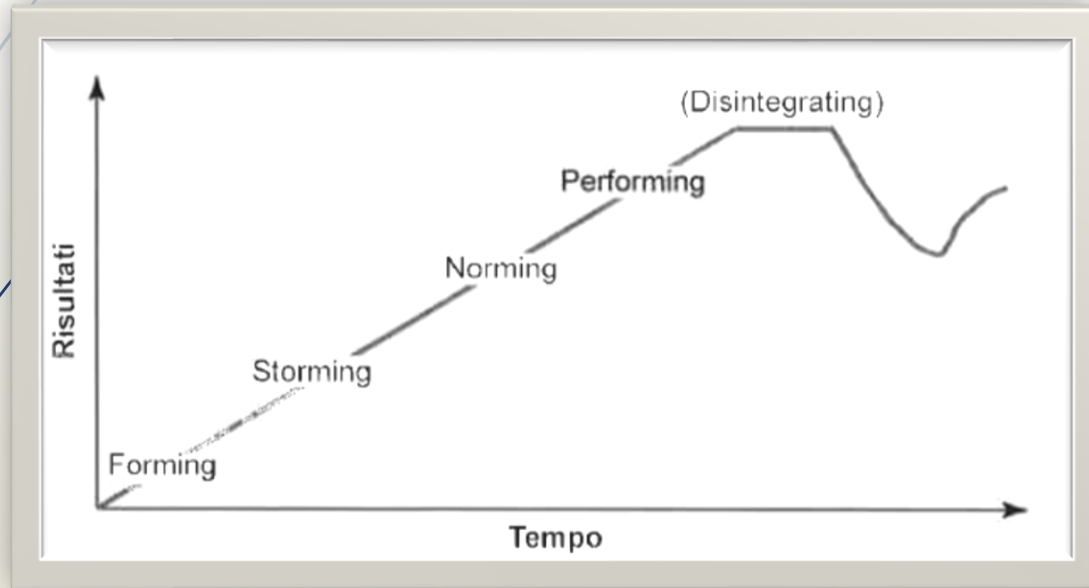 (Disintegrating)
Performing
Norming
Storming
Forming
Risultati
Tempo